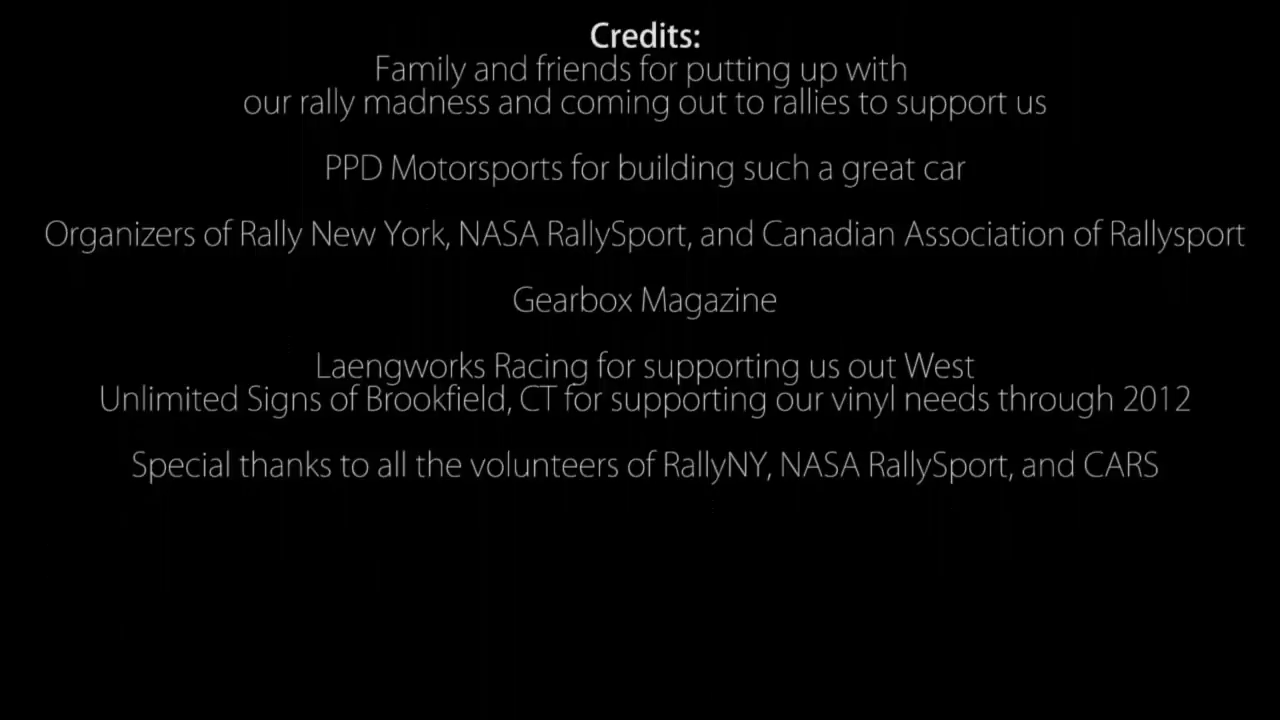 Credits:
Family and friends for putting up with
our rally madness and coming out to rallies to support us
PPD Motorsports for building such a great car
Organizers of Rally New York, NASA RallySport, and Canadian Association of Rallysport
Gearbox Magazine
Laengworks Racing for supporting us out West
Unlimited Signs of Brookfield, CT for supporting our vinyl needs through 2012
Special thanks to all the volunteers of RallyNY, NASA RallySport, and CARS